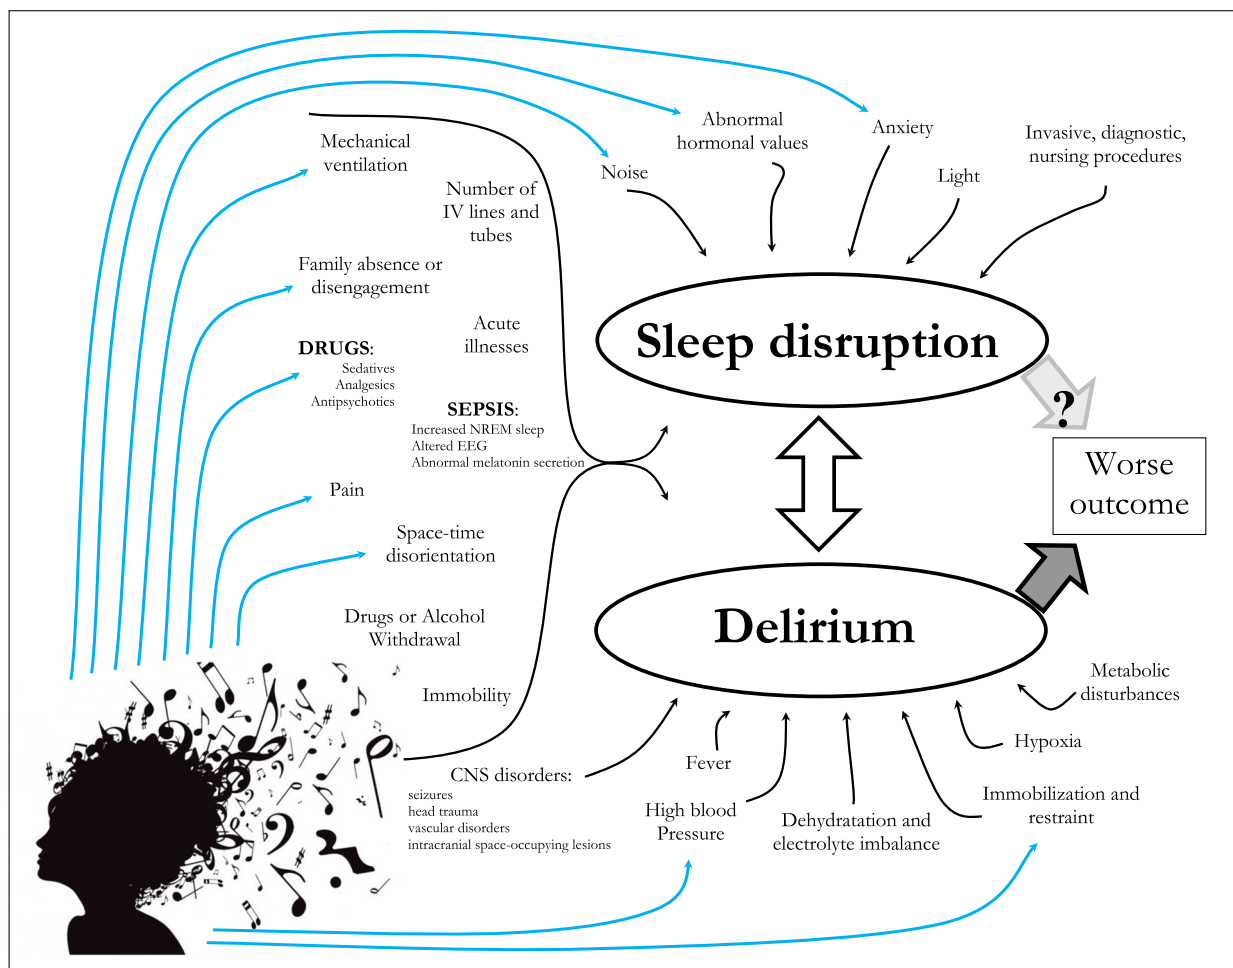 Mechanical
ventilation
Number of
IV lines and
tubes
Family absence or
disengagement
Acute
illnesses
DRUGS:
Sedatives
Analgesics
Antipsychotics
SEPSIS:
Increased NREM sleep
Altered EEG
Abnormal melatonin secretion
Pain
Space-time
disorientation
Drugs or Alcohol
Withdrawal
Immobility
Noise
Abnormal
hormonal values
Anxiety
Light
Invasive, diagnostic,
nursing procedures
Sleep disruption
?
Worse
outcome
Delirium
CNS disorders:
seizures
head trauma
vascular disorders
intracranial space-occupying lesions
Fever
High blood
Pressure
Dehydratation and
electrolyte imbalance
Immobilization and
restraint
Hypoxia
Metabolic
disturbances